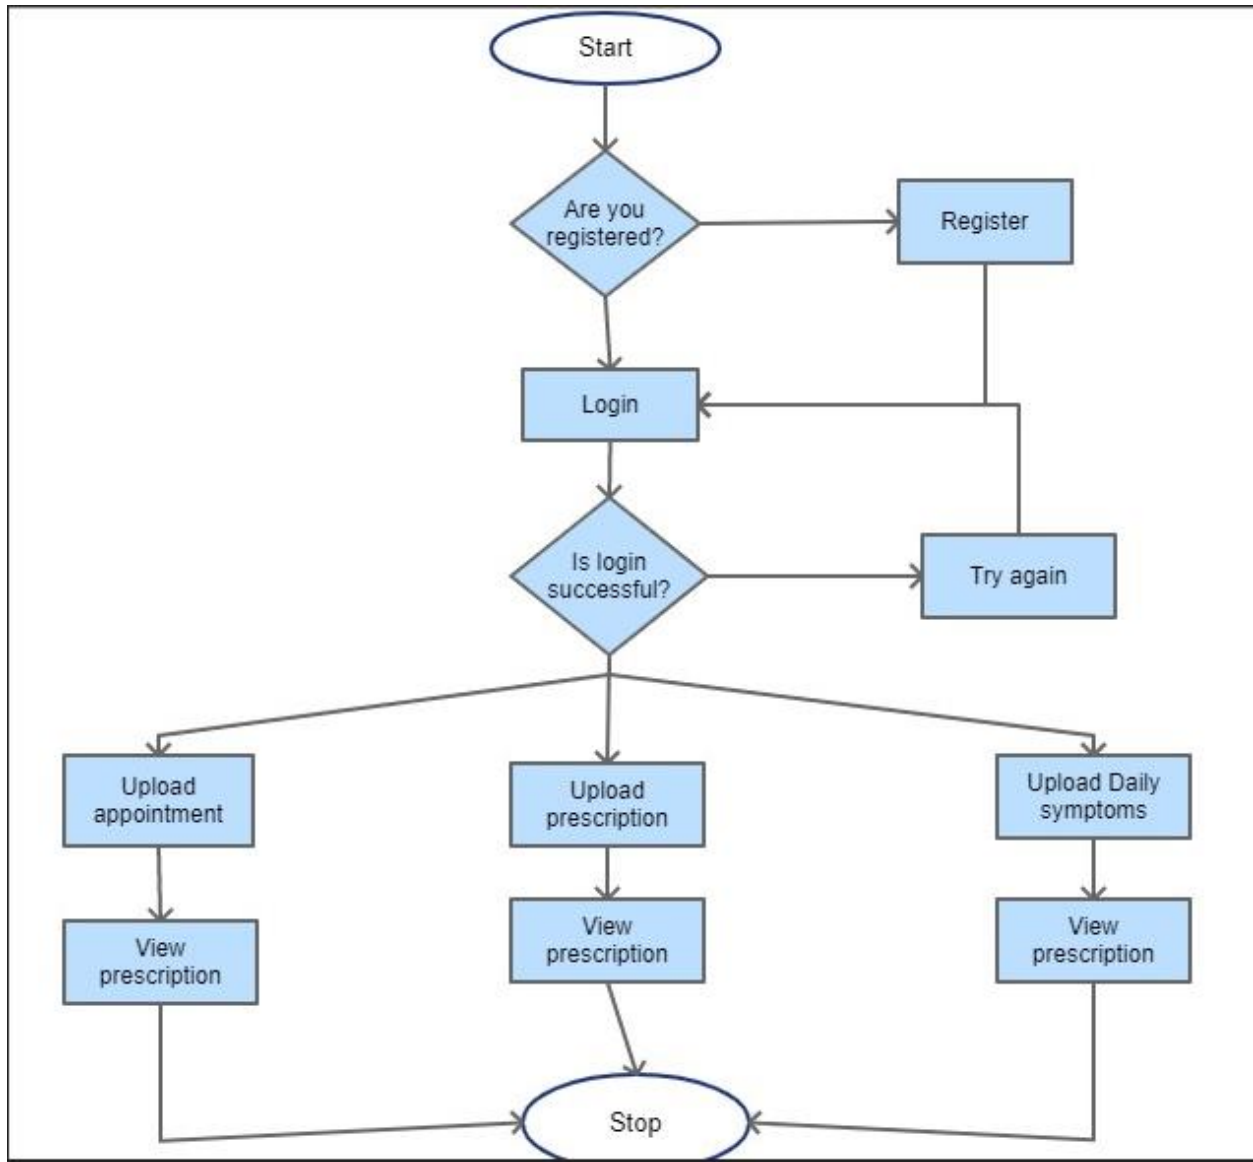 Start
Are you
registered?
Register
Login
Is login
successful?
Try again
Upload
appointment
Upload
prescription
Upload Daily
symptoms
View
prescription
View
prescription
View
prescription
Stop